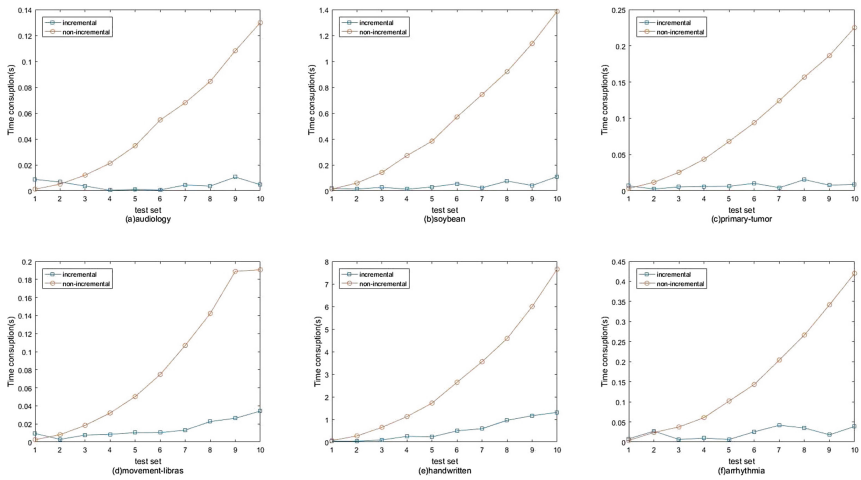 0.14
0.12
0.1
0.08
0.06
0.04
0.02
0
Time consuption(s)
incremental
non-incremental
1 2 3 4 5 6 7 8 9 10
test set
(a)audiology
1.4
1.2
1
0.8
0.6
0.4
0.2
0
Time consuption(s)
incremental
non-incremental
1 2 3 4 5 6 7 8 9 10
test set
(b)soybean
0.25
0.2
0.15
0.1
0.05
0
Time consuption(s)
incremental
non-incremental
1 2 3 4 5 6 7 8 9 10
test set
(c)primary-tumor
0.2
0.18
0.16
0.14
0.12
0.1
0.08
0.06
0.04
0.02
0
Time consuption(s)
incremental
non-incremental
1 2 3 4 5 6 7 8 9 10
test set
(d)movement-libras
8
7
6
5
4
3
2
1
0
Time consuption(s)
incremental
non-incremental
1 2 3 4 5 6 7 8 9 10
test set
(e)handwritten
0.45
0.4
0.35
0.3
0.25
0.2
0.15
0.1
0.05
0
Time consuption(s)
incremental
non-incremental
1 2 3 4 5 6 7 8 9 10
test set
(f)arrhythmia